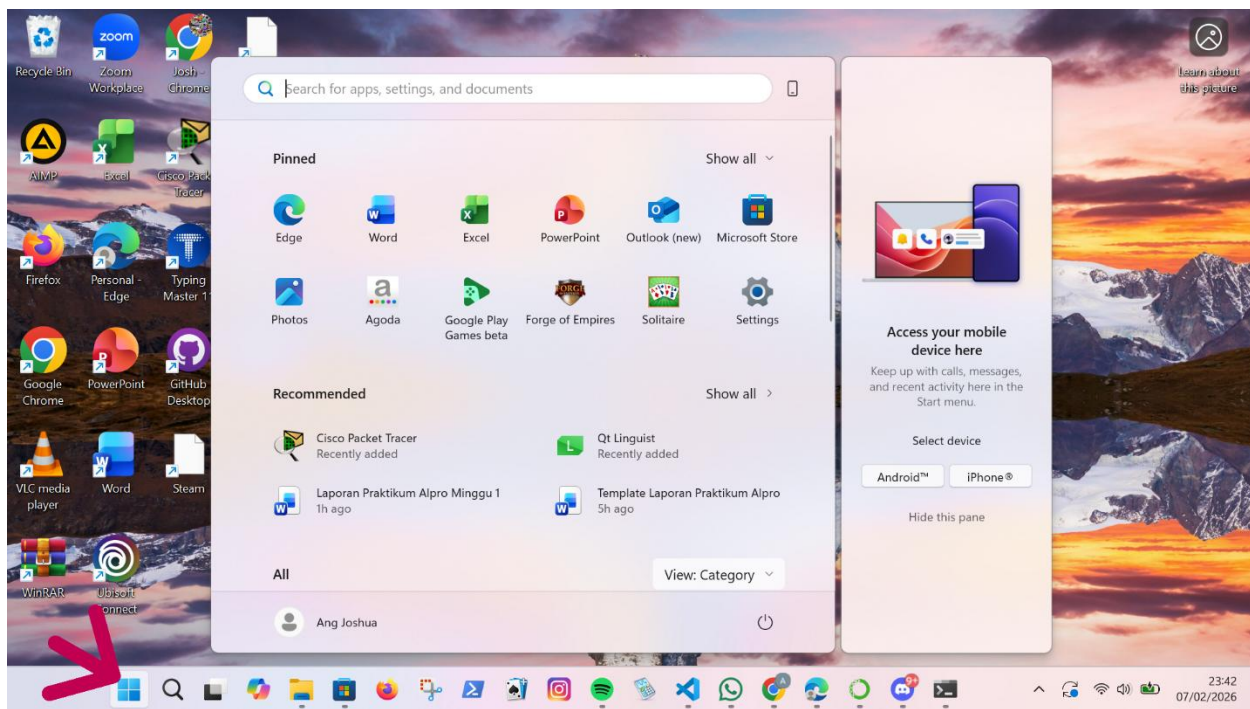 Recycle Bin
Zoom
Workplace
Josh -
Chrome
zoom
Learn about
this picture
AIMP
Excel
Cisco Pack
Tracer
Firefox
Personal -
Edge
Typing
Master 1
Google
Chrome
PowerPoint
GitHub
Desktop
VLC media
player
Word
Steam
WinRAR
Ubisoft
Connect
Search for apps, settings, and documents
Pinned
Show all
Edge
Word
Excel
PowerPoint
Outlook (new)
Microsoft Store
Photos
Agoda
Google Play
Games beta
Forge of Empires
Solitaire
Settings
Recommended
Show all
Cisco Packet Tracer
Recently added
Qt Linguist
Recently added
Laporan Praktikum Alpro Minggu 1
1h ago
Template Laporan Praktikum Alpro
5h ago
All
View: Category
Ang Joshua
Access your mobile
device here
Keep up with calls, messages,
and recent activity here in the
Start menu.
Select device
Android™
iPhone®
Hide this pane
23:42
07/02/2026